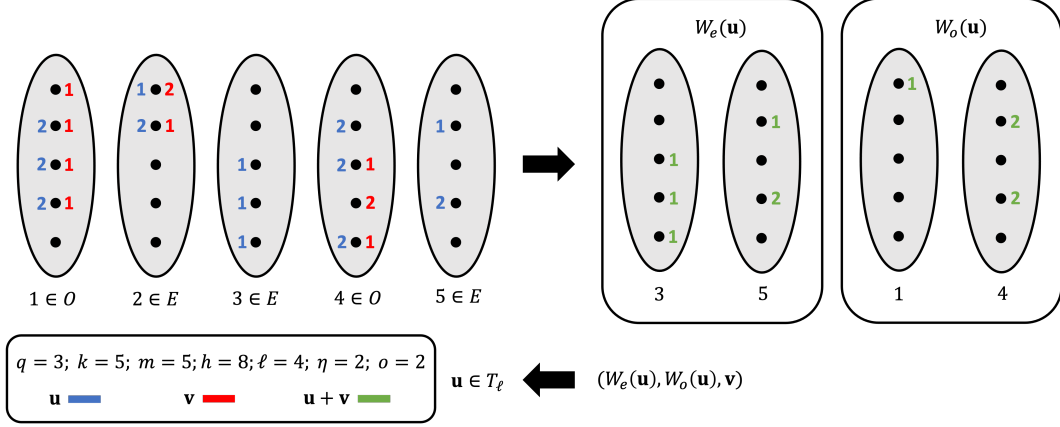 W_e(𝐮) W_o(𝐮)
1 1 2 1
2 1 2 1 2 1 1 2
2 1 1 2 1 1
2 1 1 2 2 1 2 2
1 2 1 1
1 ∈ O 2 ∈ E 3 ∈ E 4 ∈ O 5 ∈ E 3 5 1 4
q = 3; k = 5; m = 5; h = 8; ℓ = 4; η = 2; o = 2
𝐮 ∈ T_ℓ (W_e(𝐮), W_o(𝐮), 𝐯)
𝐮 𝐯 𝐮 + 𝐯